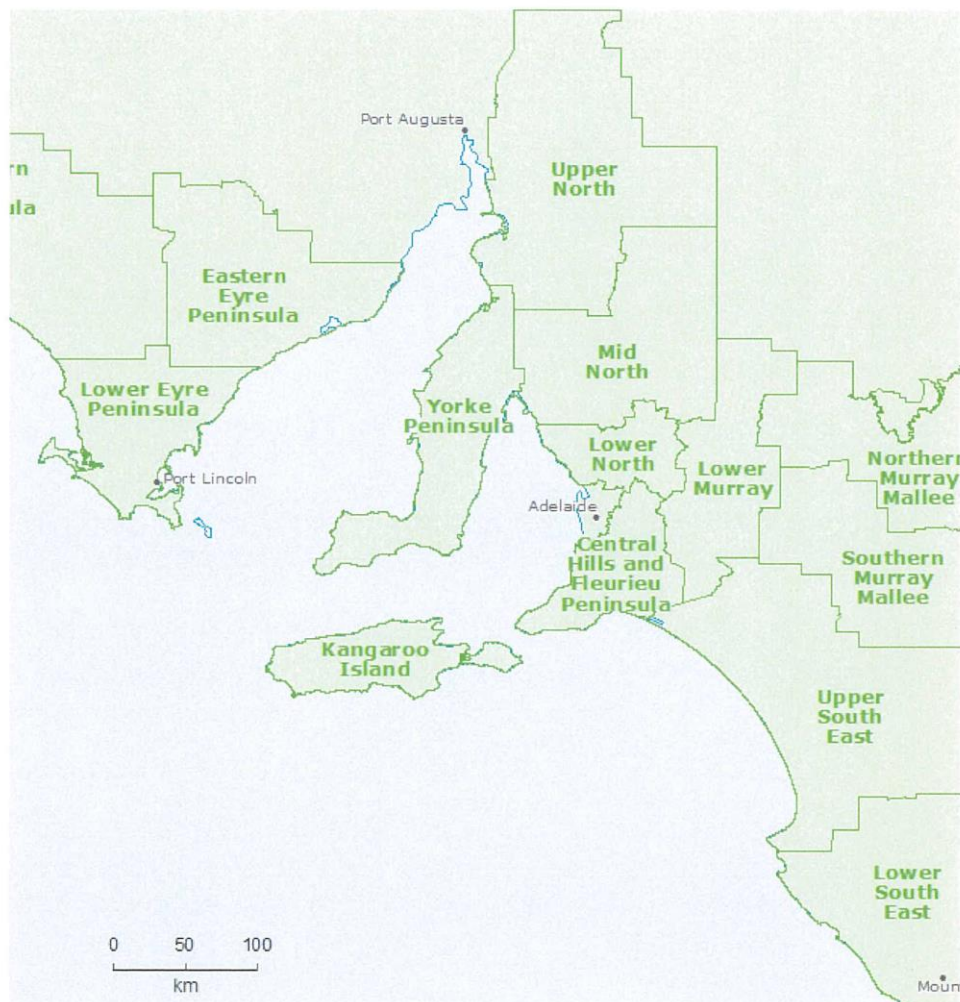 Port Augusta
Upper
North
rn
ula
Eastern
Eyre
Peninsula
Mid
North
Lower Eyre
Peninsula
Yorke
Peninsula
Lower
North
Lower
Murray
Northern
Murray
Mallee
Port Lincoln
Adelaide
Central
Hills and
Fleurieu
Peninsula
Southern
Murray
Mallee
Kangaroo
Island
Upper
South
East
Lower
South
East
0 50 100
km
Moun